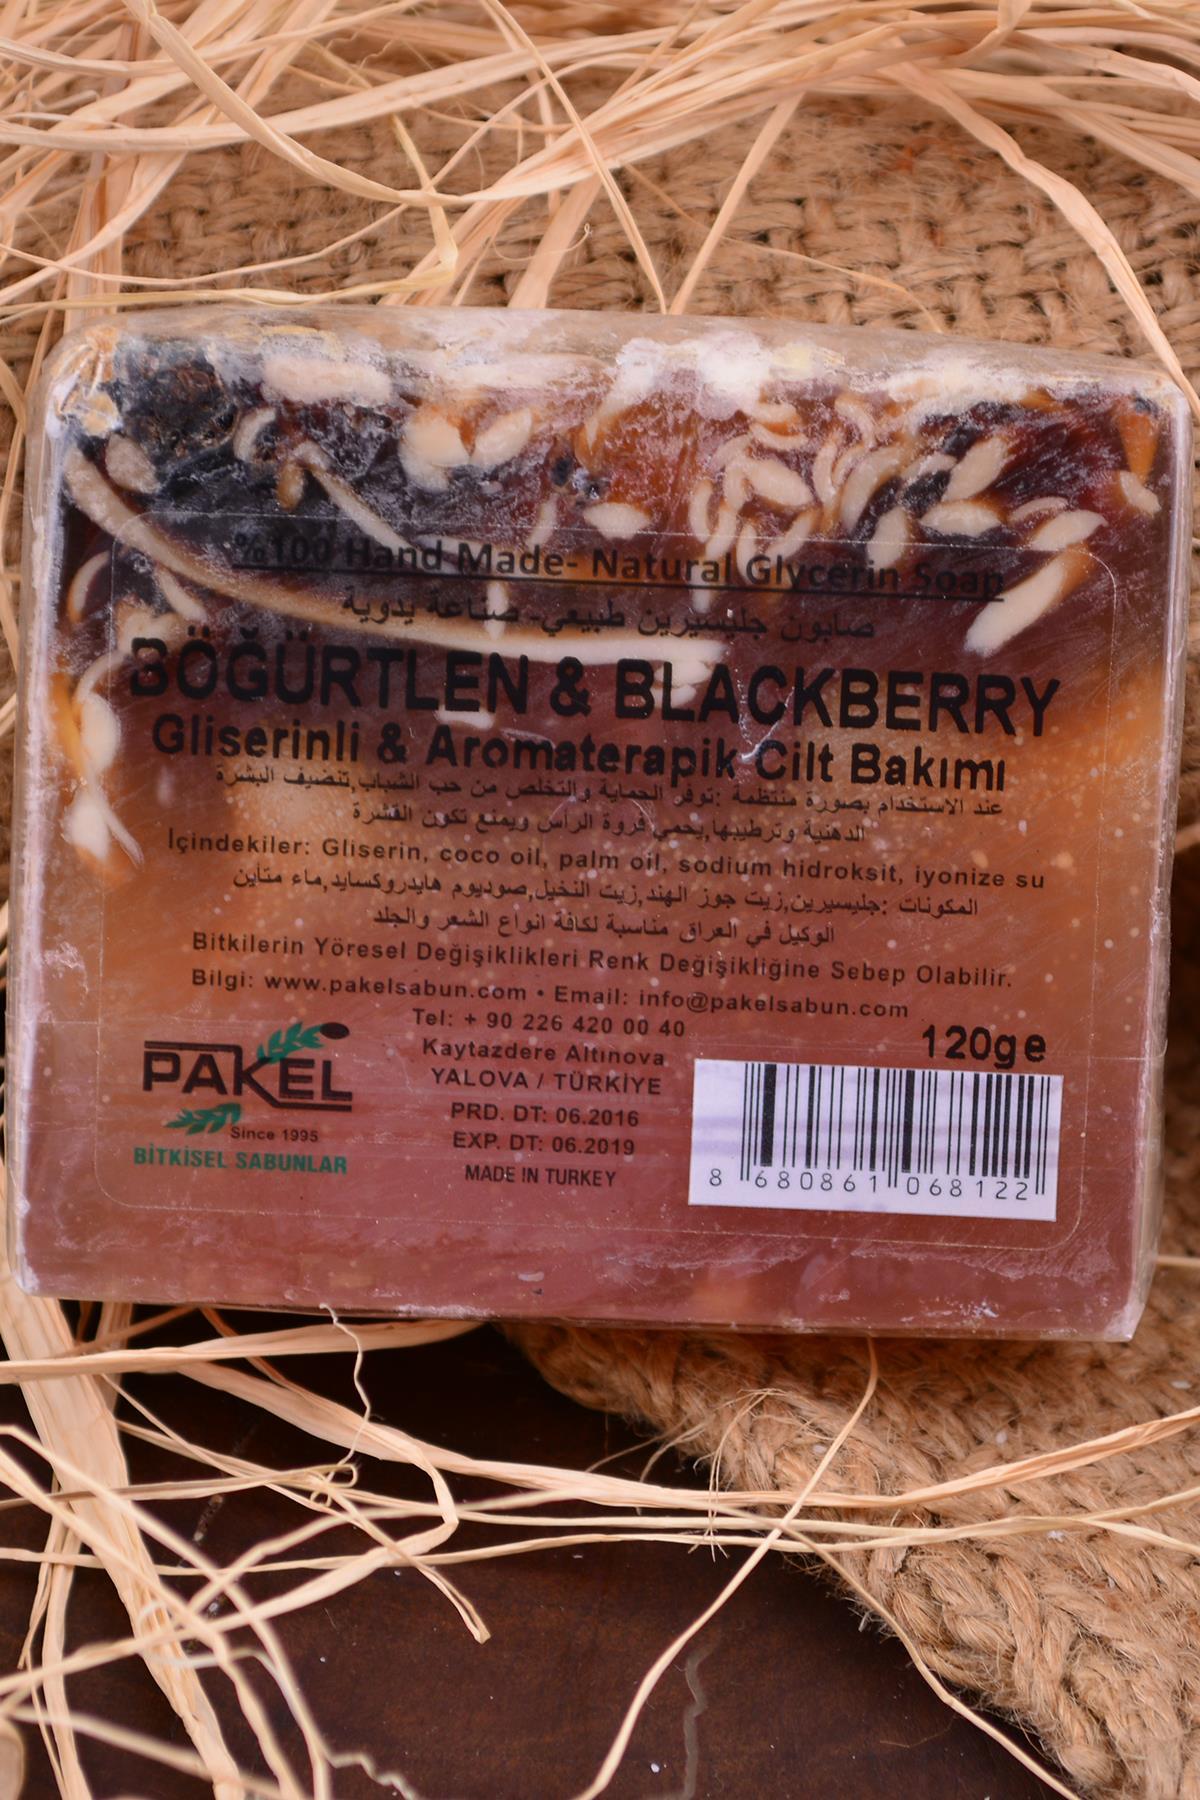 %100 Hand Made- Natural Glycerin Soap
صابون جليسيرين طبيعي- صناعة يدوية
BÖĞÜRTLEN & BLACKBERRY
Gliserinli & Aromaterapik Cilt Bakımı
عند الاستخدام بصورة منتظمة :توفر الحماية والتخلص من حب الشباب,تنضيف البشرة
الدهنية وترطيبها,يحمي فروة الرأس ويمنع تكون القشرة
İçindekiler: Gliserin, coco oil, palm oil, sodium hidroksit, iyonize su
المكونات :جليسيرين,زيت جوز الهند,زيت النخيل,صوديوم هايدروكسايد,ماء متأين
الوكيل في العراق مناسبة لكافة انواع الشعر والجلد
Bitkilerin Yöresel Değişiklikleri Renk Değişikliğine Sebep Olabilir.
Bilgi: www.pakelsabun.com • Email: info@pakelsabun.com
Tel: + 90 226 420 00 40
Kaytazdere Altınova
YALOVA / TÜRKİYE
PRD. DT: 06.2016
EXP. DT: 06.2019
MADE IN TURKEY
PAKEL
Since 1995
BİTKİSEL SABUNLAR
120g e
8 680861 068122